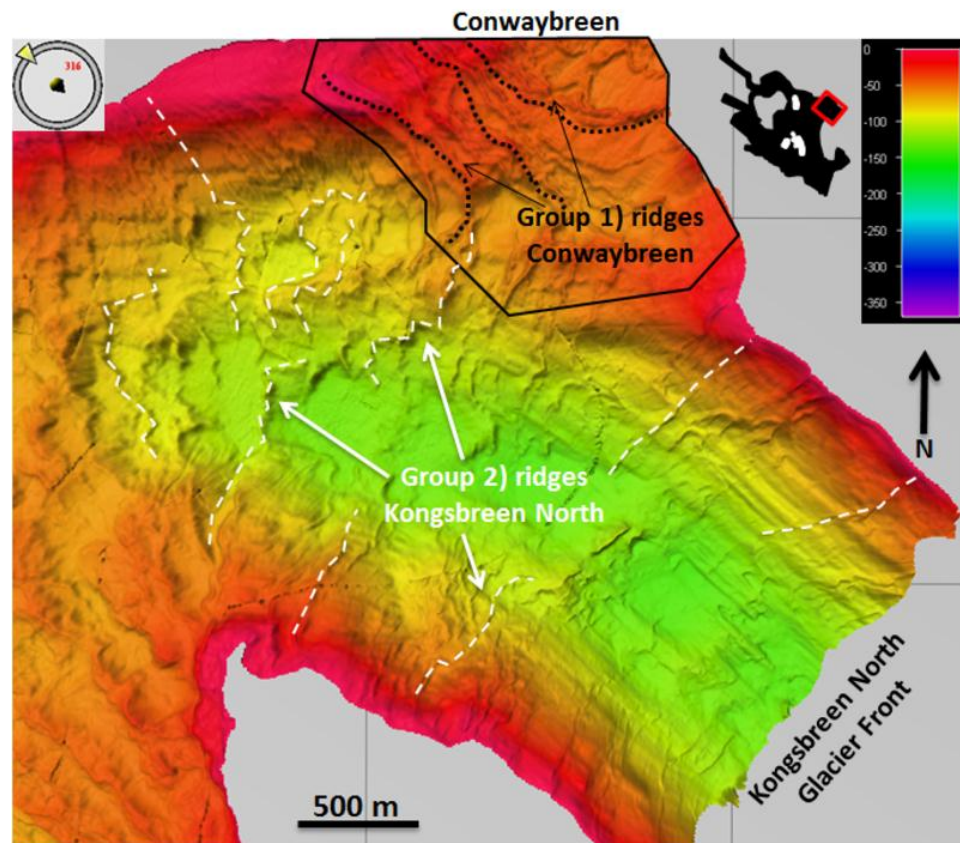 Conwaybreen
316
0
-50
-100
-150
-200
-250
-300
-350
Group 1) ridges
Conwaybreen
N
Group 2) ridges
Kongsbreen North
Kongsbreen North
Glacier Front
500 m